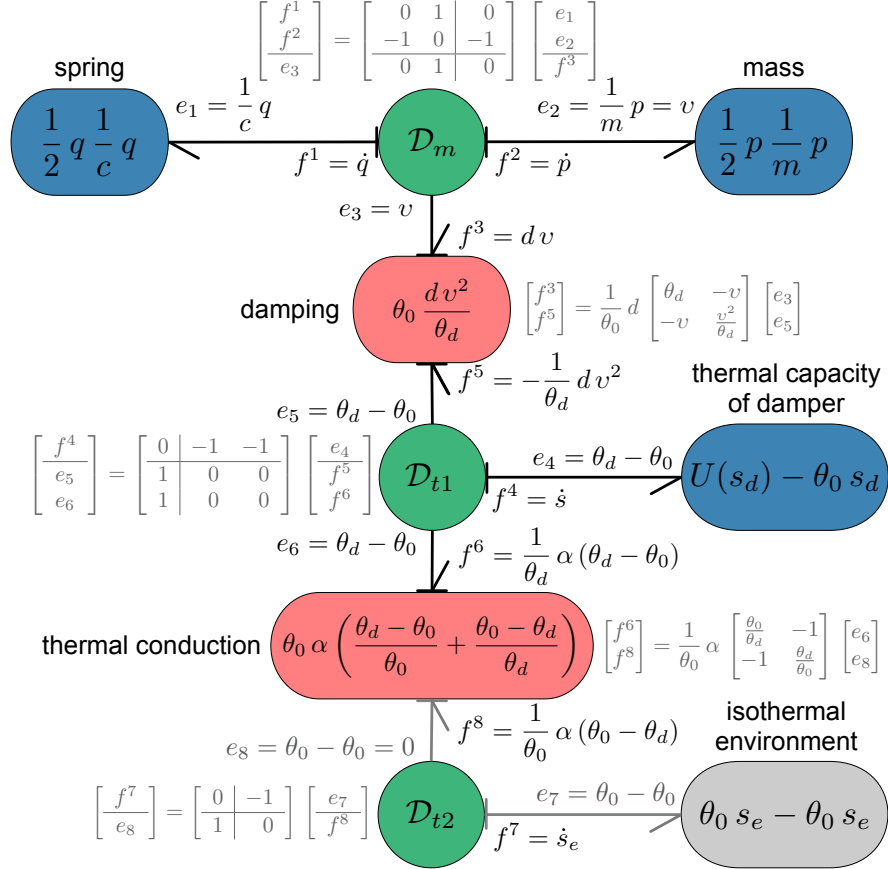 [ f^1 ; f^2 ; e_3 ] = [ 0 1 | 0 ; −1 0 | −1 ; 0 1 | 0 ] [ e_1 ; e_2 ; f^3 ]
spring
mass
e_1 = 1/c q
e_2 = 1/m p = υ
1/2 q 1/c q
𝒟_m
1/2 p 1/m p
f^1 = q̇
f^2 = ṗ
e_3 = υ
f^3 = d υ
damping
θ_0 d υ^2/θ_d
[ f^3 ; f^5 ] = 1/θ_0 d [ θ_d −υ ; −υ υ^2/θ_d ] [ e_3 ; e_5 ]
f^5 = − 1/θ_d d υ^2
thermal capacity
of damper
e_5 = θ_d − θ_0
[ f^4 ; e_5 ; e_6 ] = [ 0 | −1 −1 ; 1 | 0 0 ; 1 | 0 0 ] [ e_4 ; f^5 ; f^6 ]
𝒟_t1
e_4 = θ_d − θ_0
U(s_d) − θ_0 s_d
f^4 = ṡ
e_6 = θ_d − θ_0
f^6 = 1/θ_d α (θ_d − θ_0)
thermal conduction
θ_0 α ( (θ_d − θ_0)/θ_0 + (θ_0 − θ_d)/θ_d )
[ f^6 ; f^8 ] = 1/θ_0 α [ θ_0/θ_d −1 ; −1 θ_d/θ_0 ] [ e_6 ; e_8 ]
f^8 = 1/θ_0 α (θ_0 − θ_d)
isothermal
environment
e_8 = θ_0 − θ_0 = 0
[ f^7 ; e_8 ] = [ 0 | −1 ; 1 | 0 ] [ e_7 ; f^8 ]
𝒟_t2
e_7 = θ_0 − θ_0
θ_0 s_e − θ_0 s_e
f^7 = ṡ_e